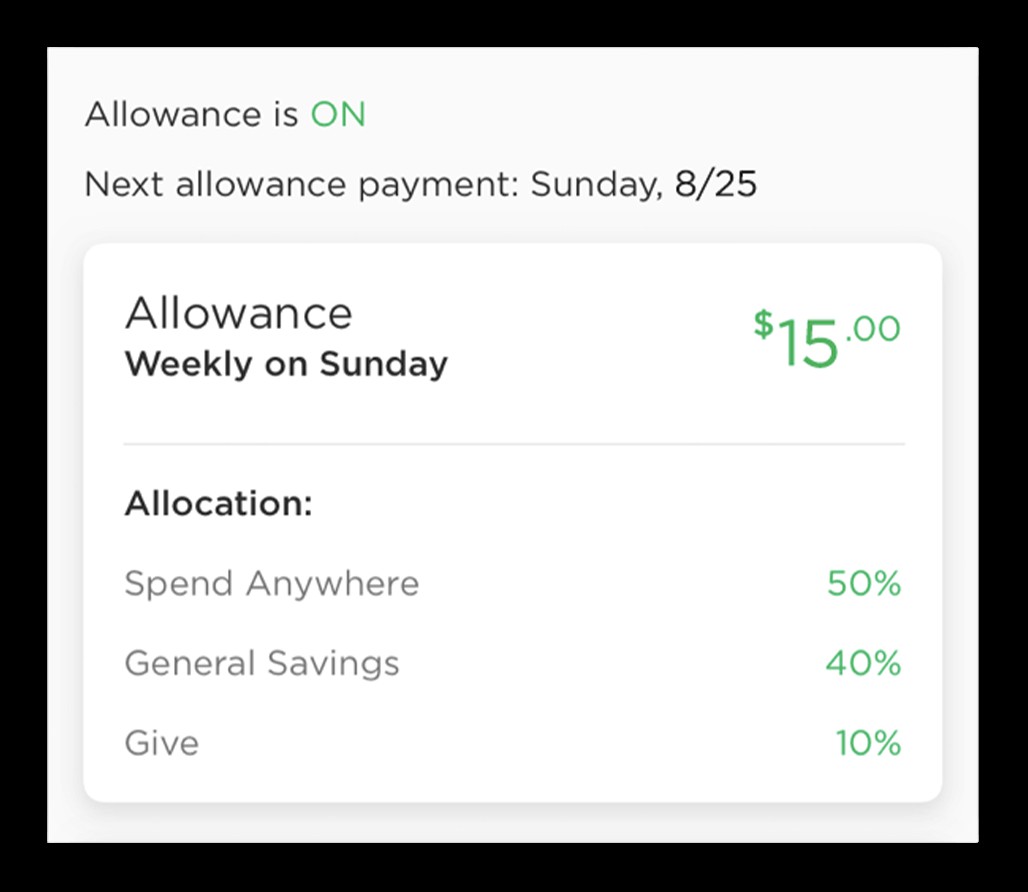 Allowance is ON
Next allowance payment: Sunday, 8/25
Allowance
Weekly on Sunday
$15.00
Allocation:
Spend Anywhere 50%
General Savings 40%
Give 10%